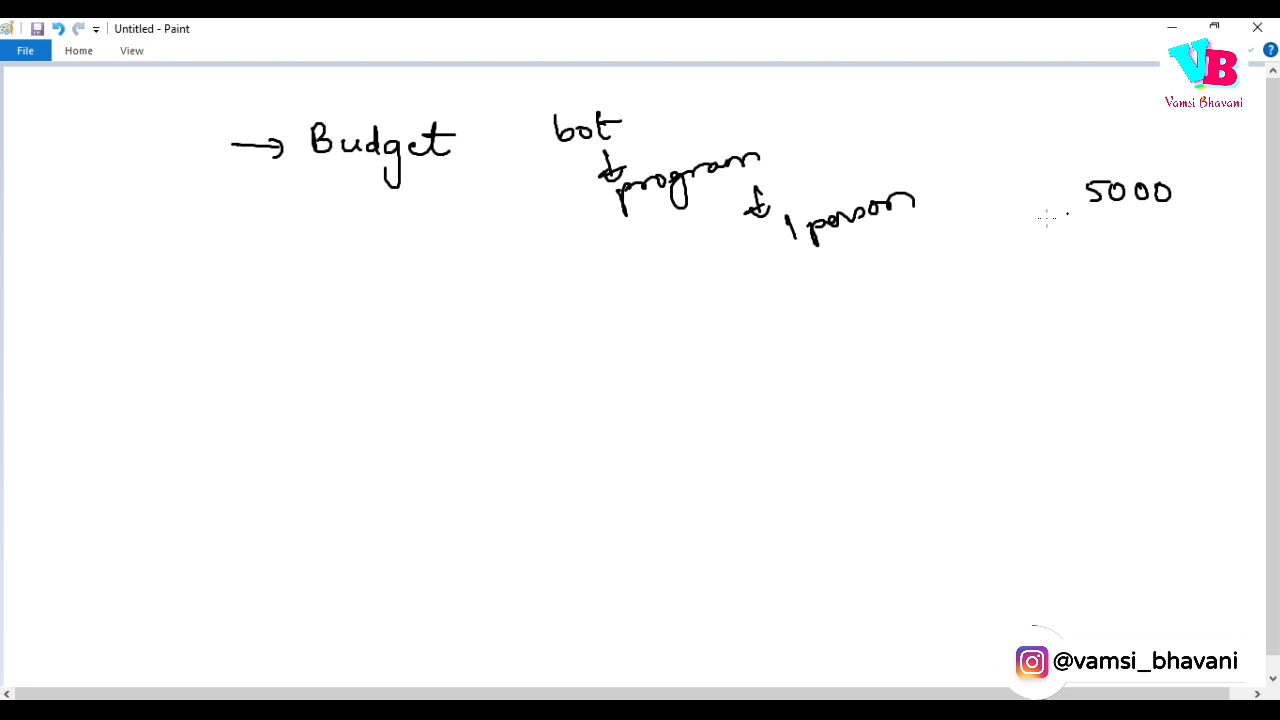 Untitled - Paint
File Home View
VB
Vamsi Bhavani
→ Budget
bot
program
1 person
5000
@vamsi_bhavani